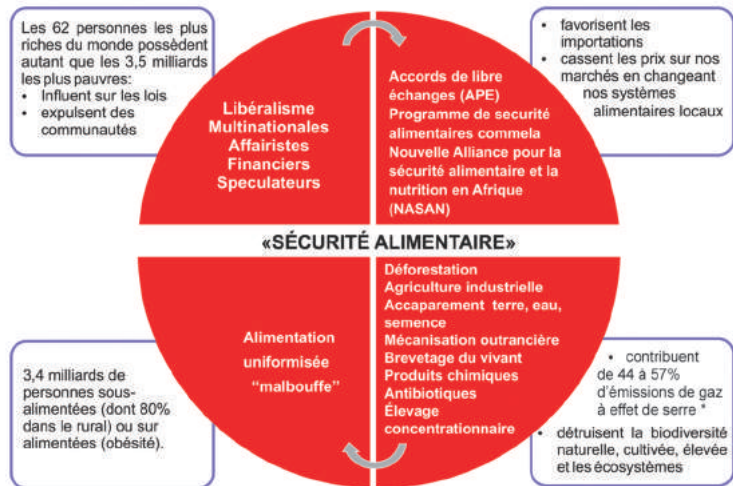 Les 62 personnes les plus
riches du monde possèdent
autant que les 3,5 milliards
les plus pauvres:
• Influent sur les lois
• expulsent des
communautés
Libéralisme
Multinationales
Affairistes
Financiers
Speculateurs
Accords de libre
échanges (APE)
Programme de securité
alimentaires commela
Nouvelle Alliance pour la
sécurité alimentaire et la
nutrition en Afrique
(NASAN)
• favorisent les
importations
• cassent les prix sur nos
marchés en changeant
nos systèmes
alimentaires locaux
«SÉCURITÉ ALIMENTAIRE»
3,4 milliards de
personnes sous-
alimentées (dont 80%
dans le rural) ou sur
alimentées (obésité).
Alimentation
uniformisée
“malbouffe”
Déforestation
Agriculture industrielle
Accaparement terre, eau,
semence
Mécanisation outrancière
Brevetage du vivant
Produits chimiques
Antibiotiques
Élevage
concentrationnaire
• contribuent
de 44 à 57%
d'émissions de gaz
à effet de serre *
• détruisent la biodiversité
naturelle, cultivée, élevée
et les écosystèmes